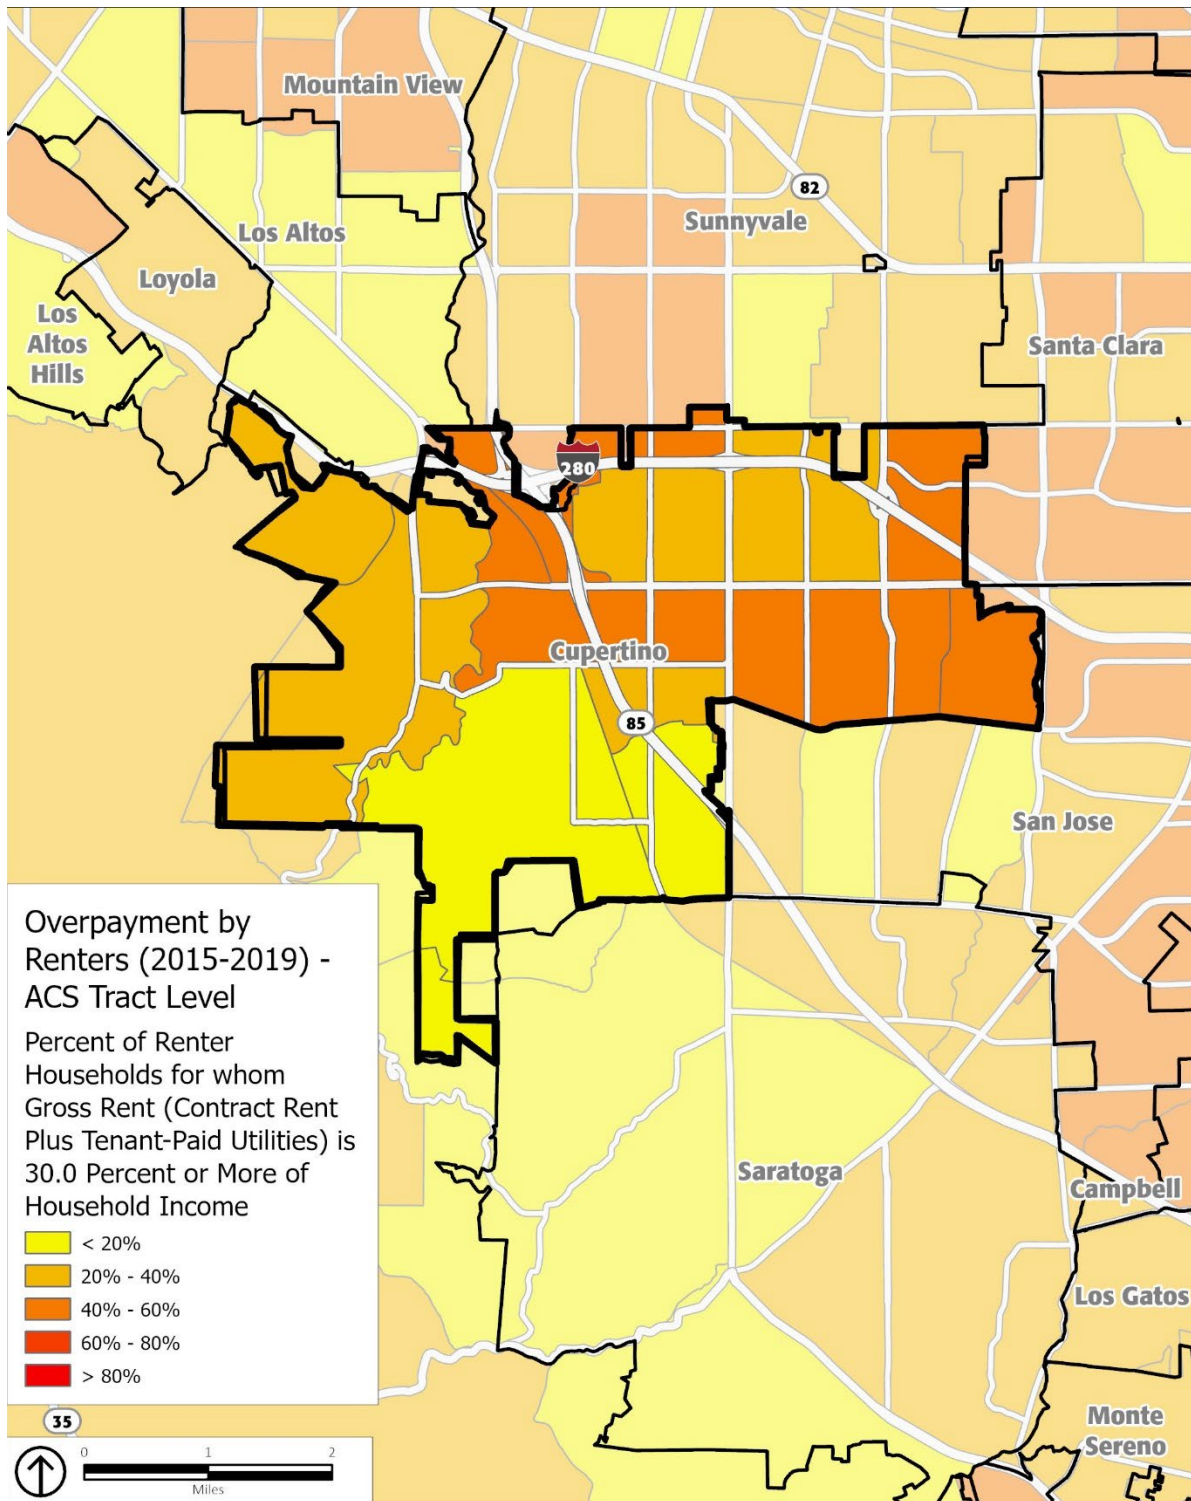 Mountain View
82
Sunnyvale
Los Altos
Loyola
Los
Altos
Hills
Santa Clara
280
Cupertino
85
San Jose
Overpayment by
Renters (2015-2019) -
ACS Tract Level
Percent of Renter
Households for whom
Gross Rent (Contract Rent
Plus Tenant-Paid Utilities) is
30.0 Percent or More of
Household Income
< 20%
20% - 40%
40% - 60%
60% - 80%
> 80%
Saratoga
Campbell
Los Gatos
Monte
Sereno
35
0 1 2
Miles